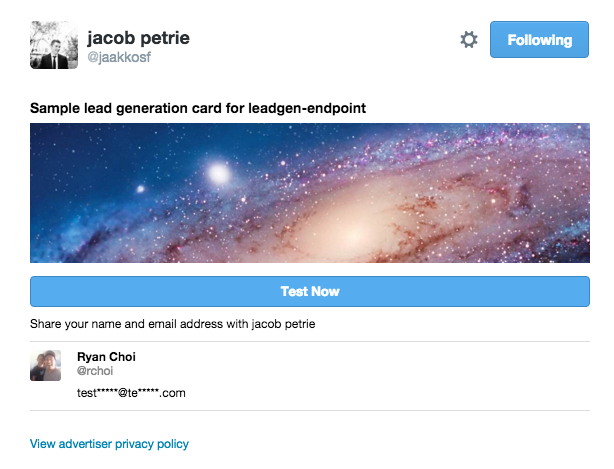 jacob petrie
@jaakkosf
Following
Sample lead generation card for leadgen-endpoint
Test Now
Share your name and email address with jacob petrie
Ryan Choi
@rchoi
test*****@te*****.com
View advertiser privacy policy